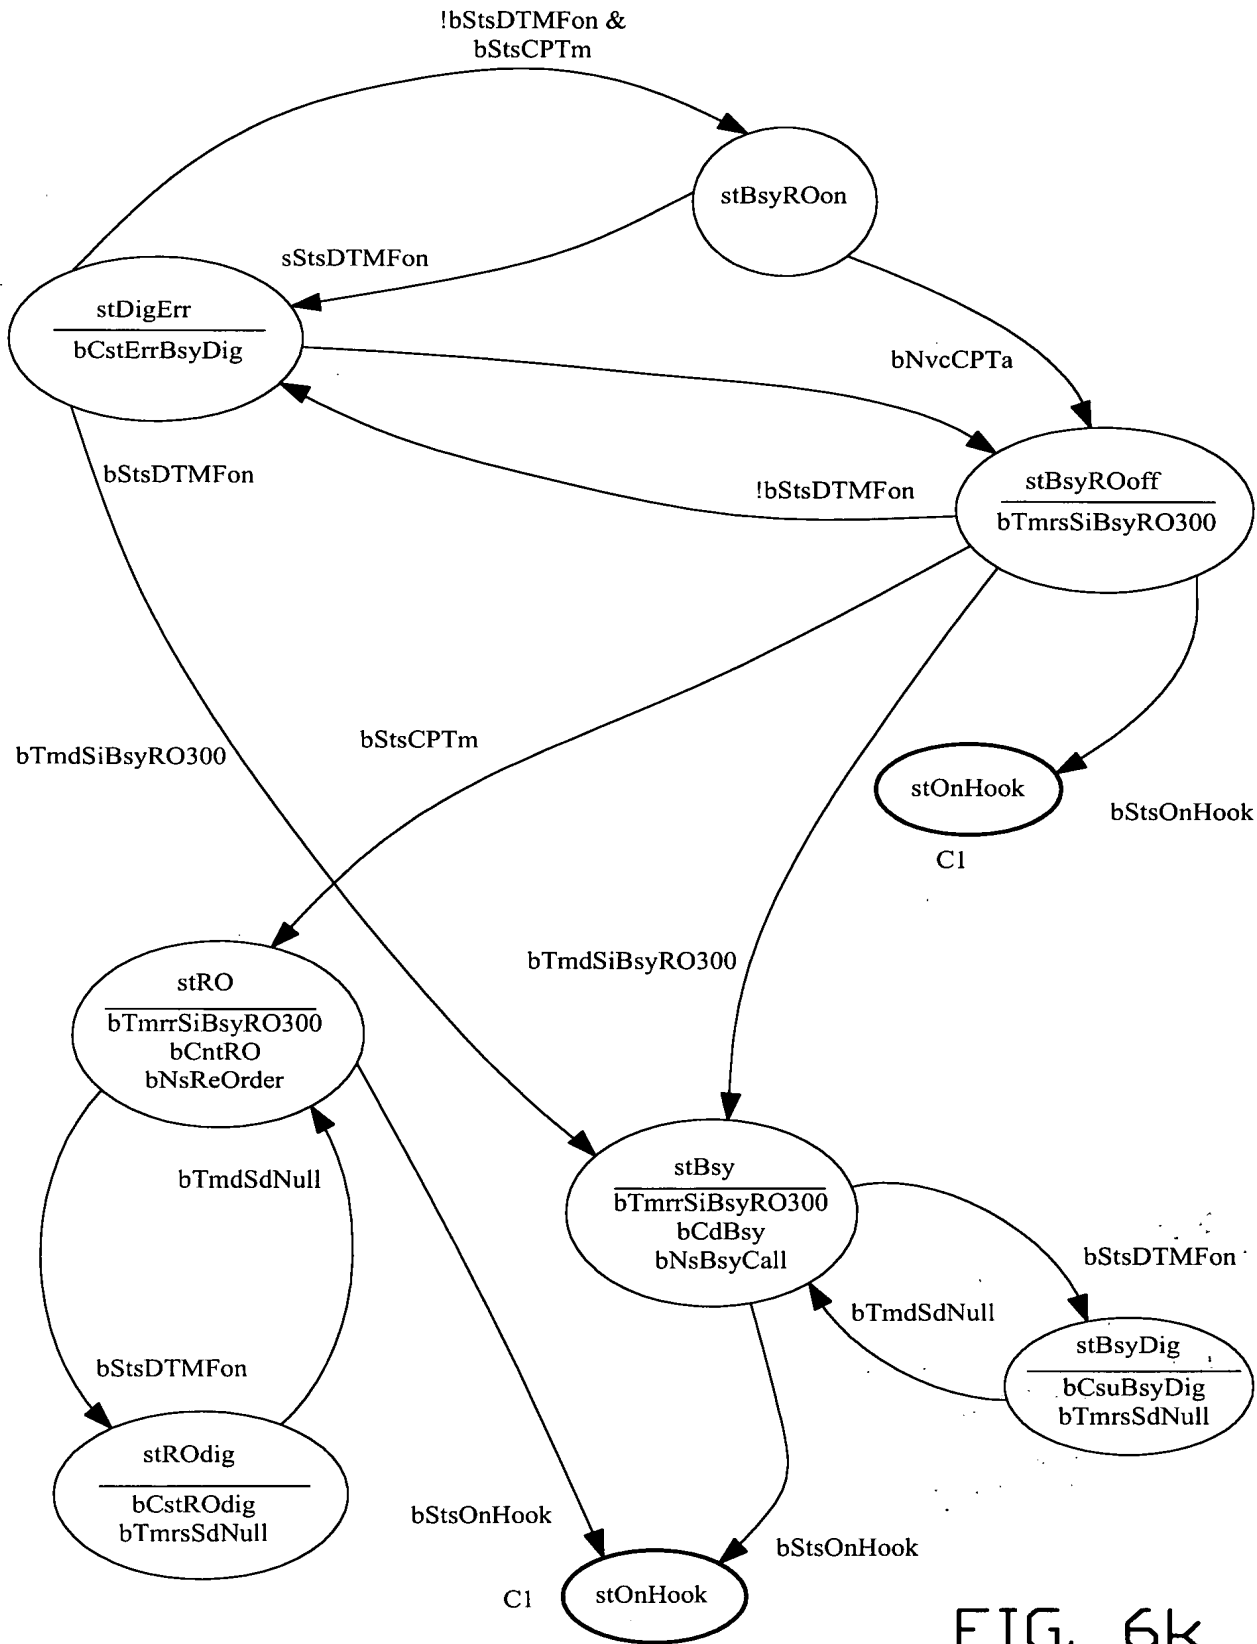 !bStsDTMFon &
bStsCPTm
stBsyROon
sStsDTMFon
stDigErr
bCstErrBsyDig
bNvcCPTa
bStsDTMFon
!bStsDTMFon
stBsyROoff
bTmrsSiBsyRO300
bTmdSiBsyRO300
bStsCPTm
stOnHook
bStsOnHook
C1
bTmdSiBsyRO300
stRO
bTmrrSiBsyRO300
bCntRO
bNsReOrder
bTmdSdNull
stBsy
bTmrrSiBsyRO300
bCdBsy
bNsBsyCall
bStsDTMFon
bTmdSdNull
stBsyDig
bCsuBsyDig
bTmrsSdNull
bStsDTMFon
stROdig
bCstROdig
bTmrsSdNull
bStsOnHook
bStsOnHook
C1
stOnHook
FIG. 6k